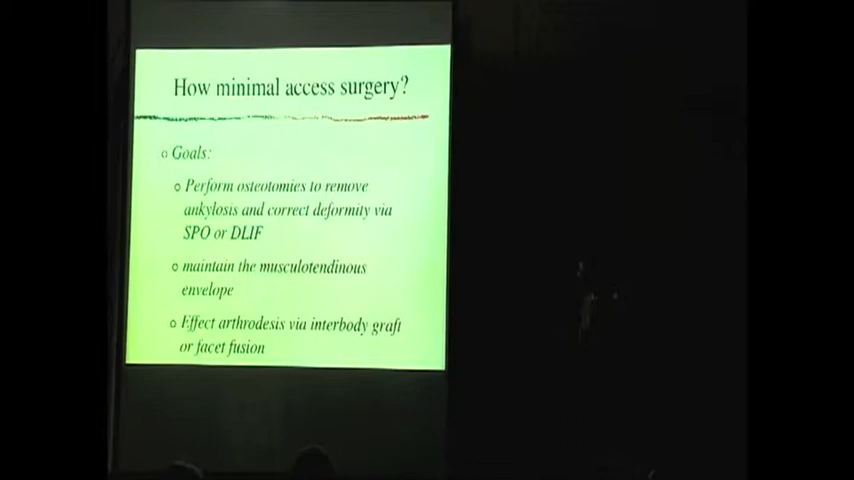 How minimal access surgery?
Goals:
Perform osteotomies to remove
ankylosis and correct deformity via
SPO or DLIF
maintain the musculotendinous
envelope
Effect arthrodesis via interbody graft
or facet fusion